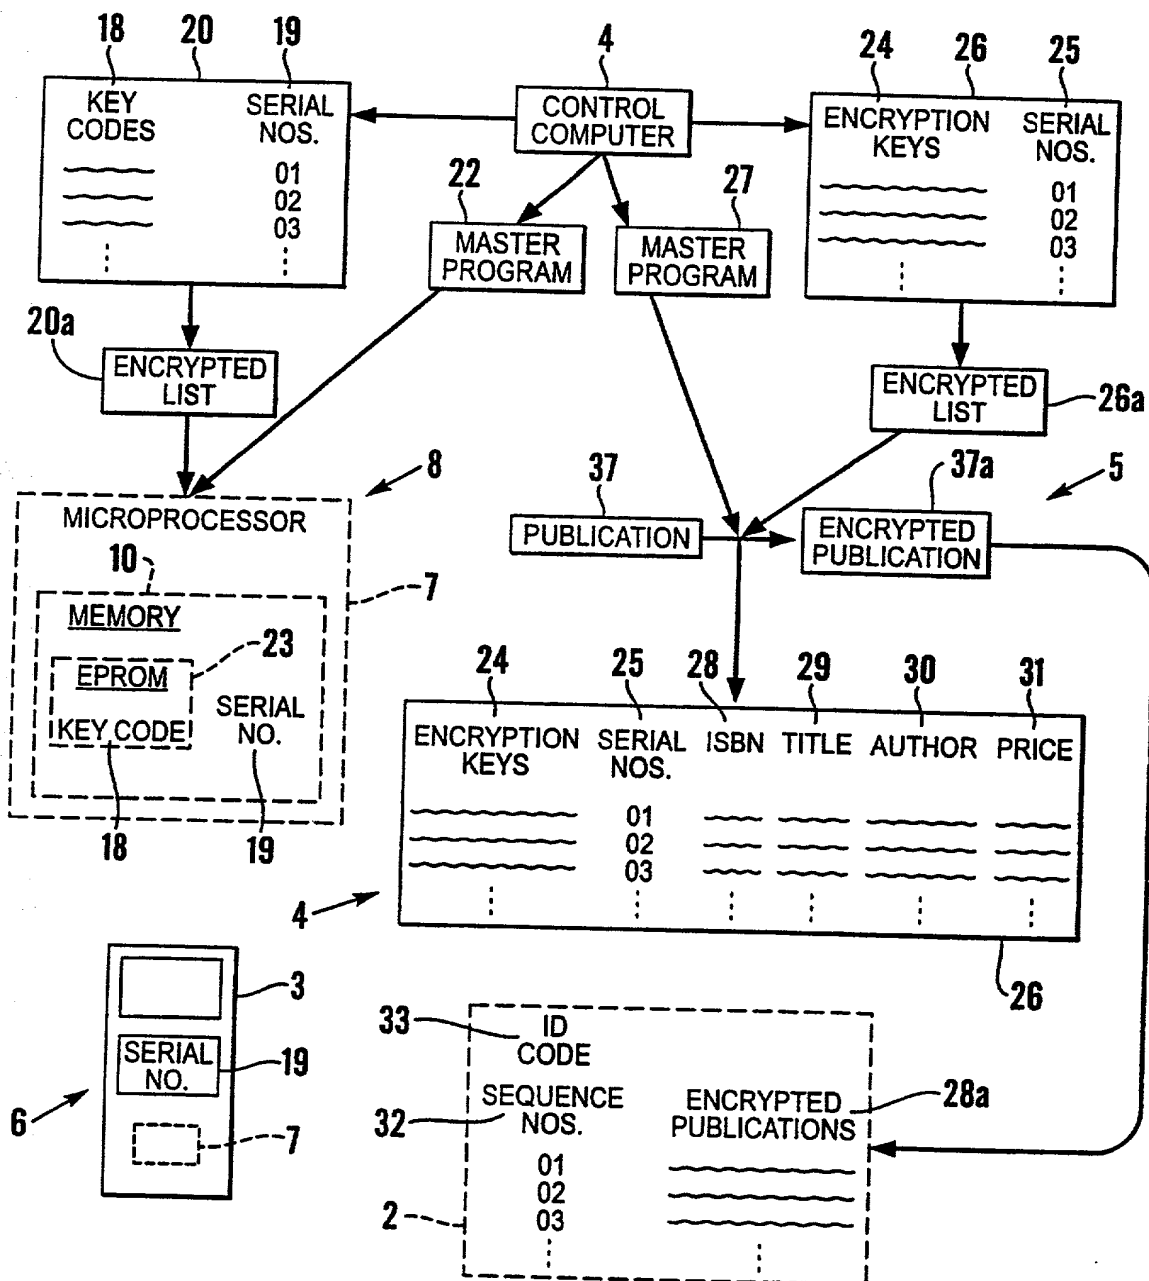 18 20 19 4 24 26 25
KEY CODES
SERIAL NOS.
01
02
03
CONTROL COMPUTER
ENCRYPTION KEYS
SERIAL NOS.
01
02
03
22
27
MASTER PROGRAM
MASTER PROGRAM
20a
ENCRYPTED LIST
ENCRYPTED LIST
26a
8
37
37a
5
MICROPROCESSOR
PUBLICATION
ENCRYPTED PUBLICATION
10
7
MEMORY
23
EPROM
KEY CODE
SERIAL NO.
18
19
24 25 28 29 30 31
ENCRYPTION KEYS
SERIAL NOS.
ISBN
TITLE
AUTHOR
PRICE
01
02
03
4
26
3
SERIAL NO.
19
6
7
33
ID CODE
SEQUENCE NOS.
32
ENCRYPTED PUBLICATIONS
28a
01
02
03
2